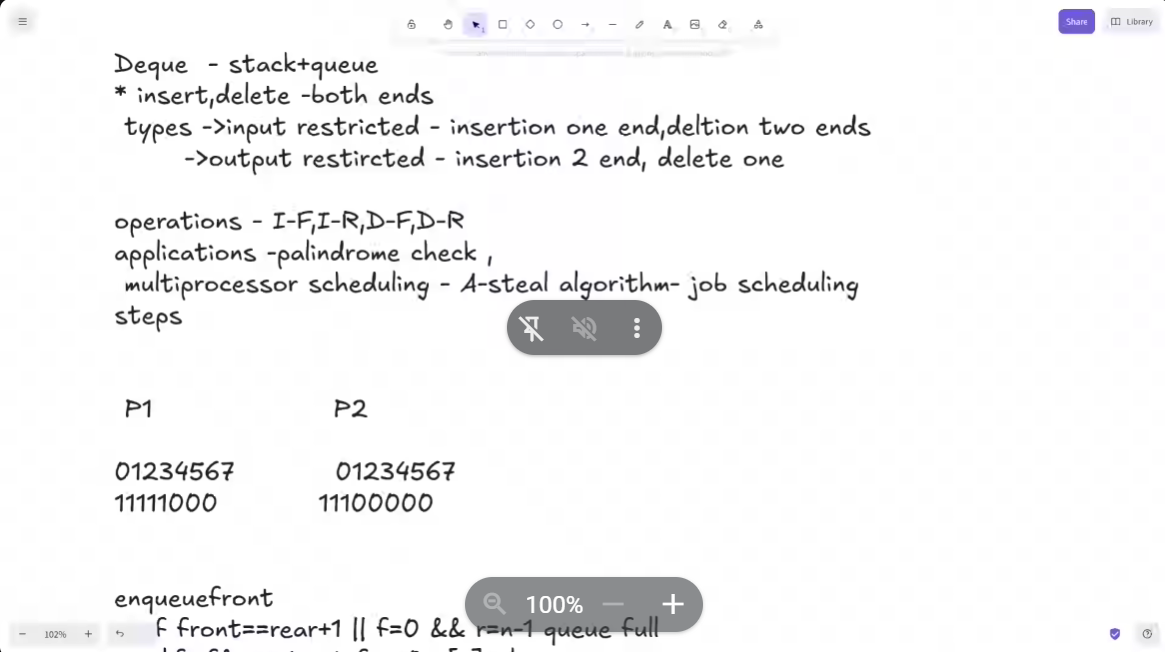 Share
Library
Deque - stack+queue
* insert,delete -both ends
types ->input restricted - insertion one end,deltion two ends
->output restircted - insertion 2 end, delete one
operations - I-F,I-R,D-F,D-R
applications -palindrome check ,
multiprocessor scheduling - A-steal algorithm- job scheduling
steps
P1 P2
01234567 01234567
11111000 11100000
enqueuefront
f front==rear+1 || f=0 && r=n-1 queue full
100%
102%